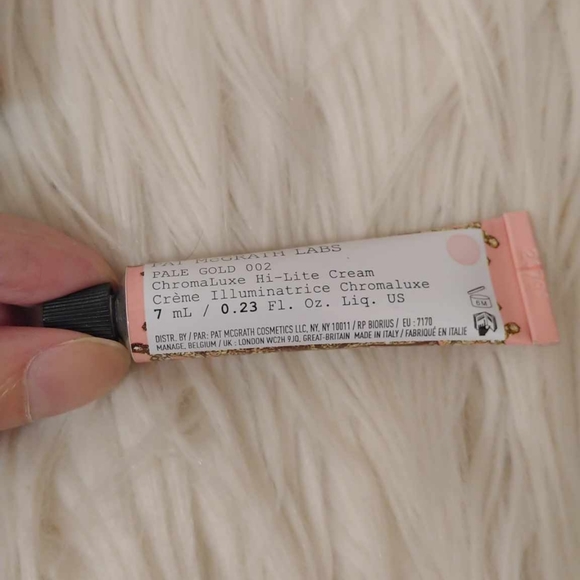 PAT McGRATH LABS
PALE GOLD 002
ChromaLuxe Hi-Lite Cream
Crème Illuminatrice Chromaluxe
7 mL / 0.23 Fl. Oz. Liq. US
DISTR. BY / PAR: PAT MCGRATH COSMETICS LLC, NY, NY 10011 / RP BIORIUS / EU : 7170
MANAGE, BELGIUM / UK : LONDON WC2H 9JQ, GREAT-BRITAIN MADE IN ITALY / FABRIQUÉ EN ITALIE